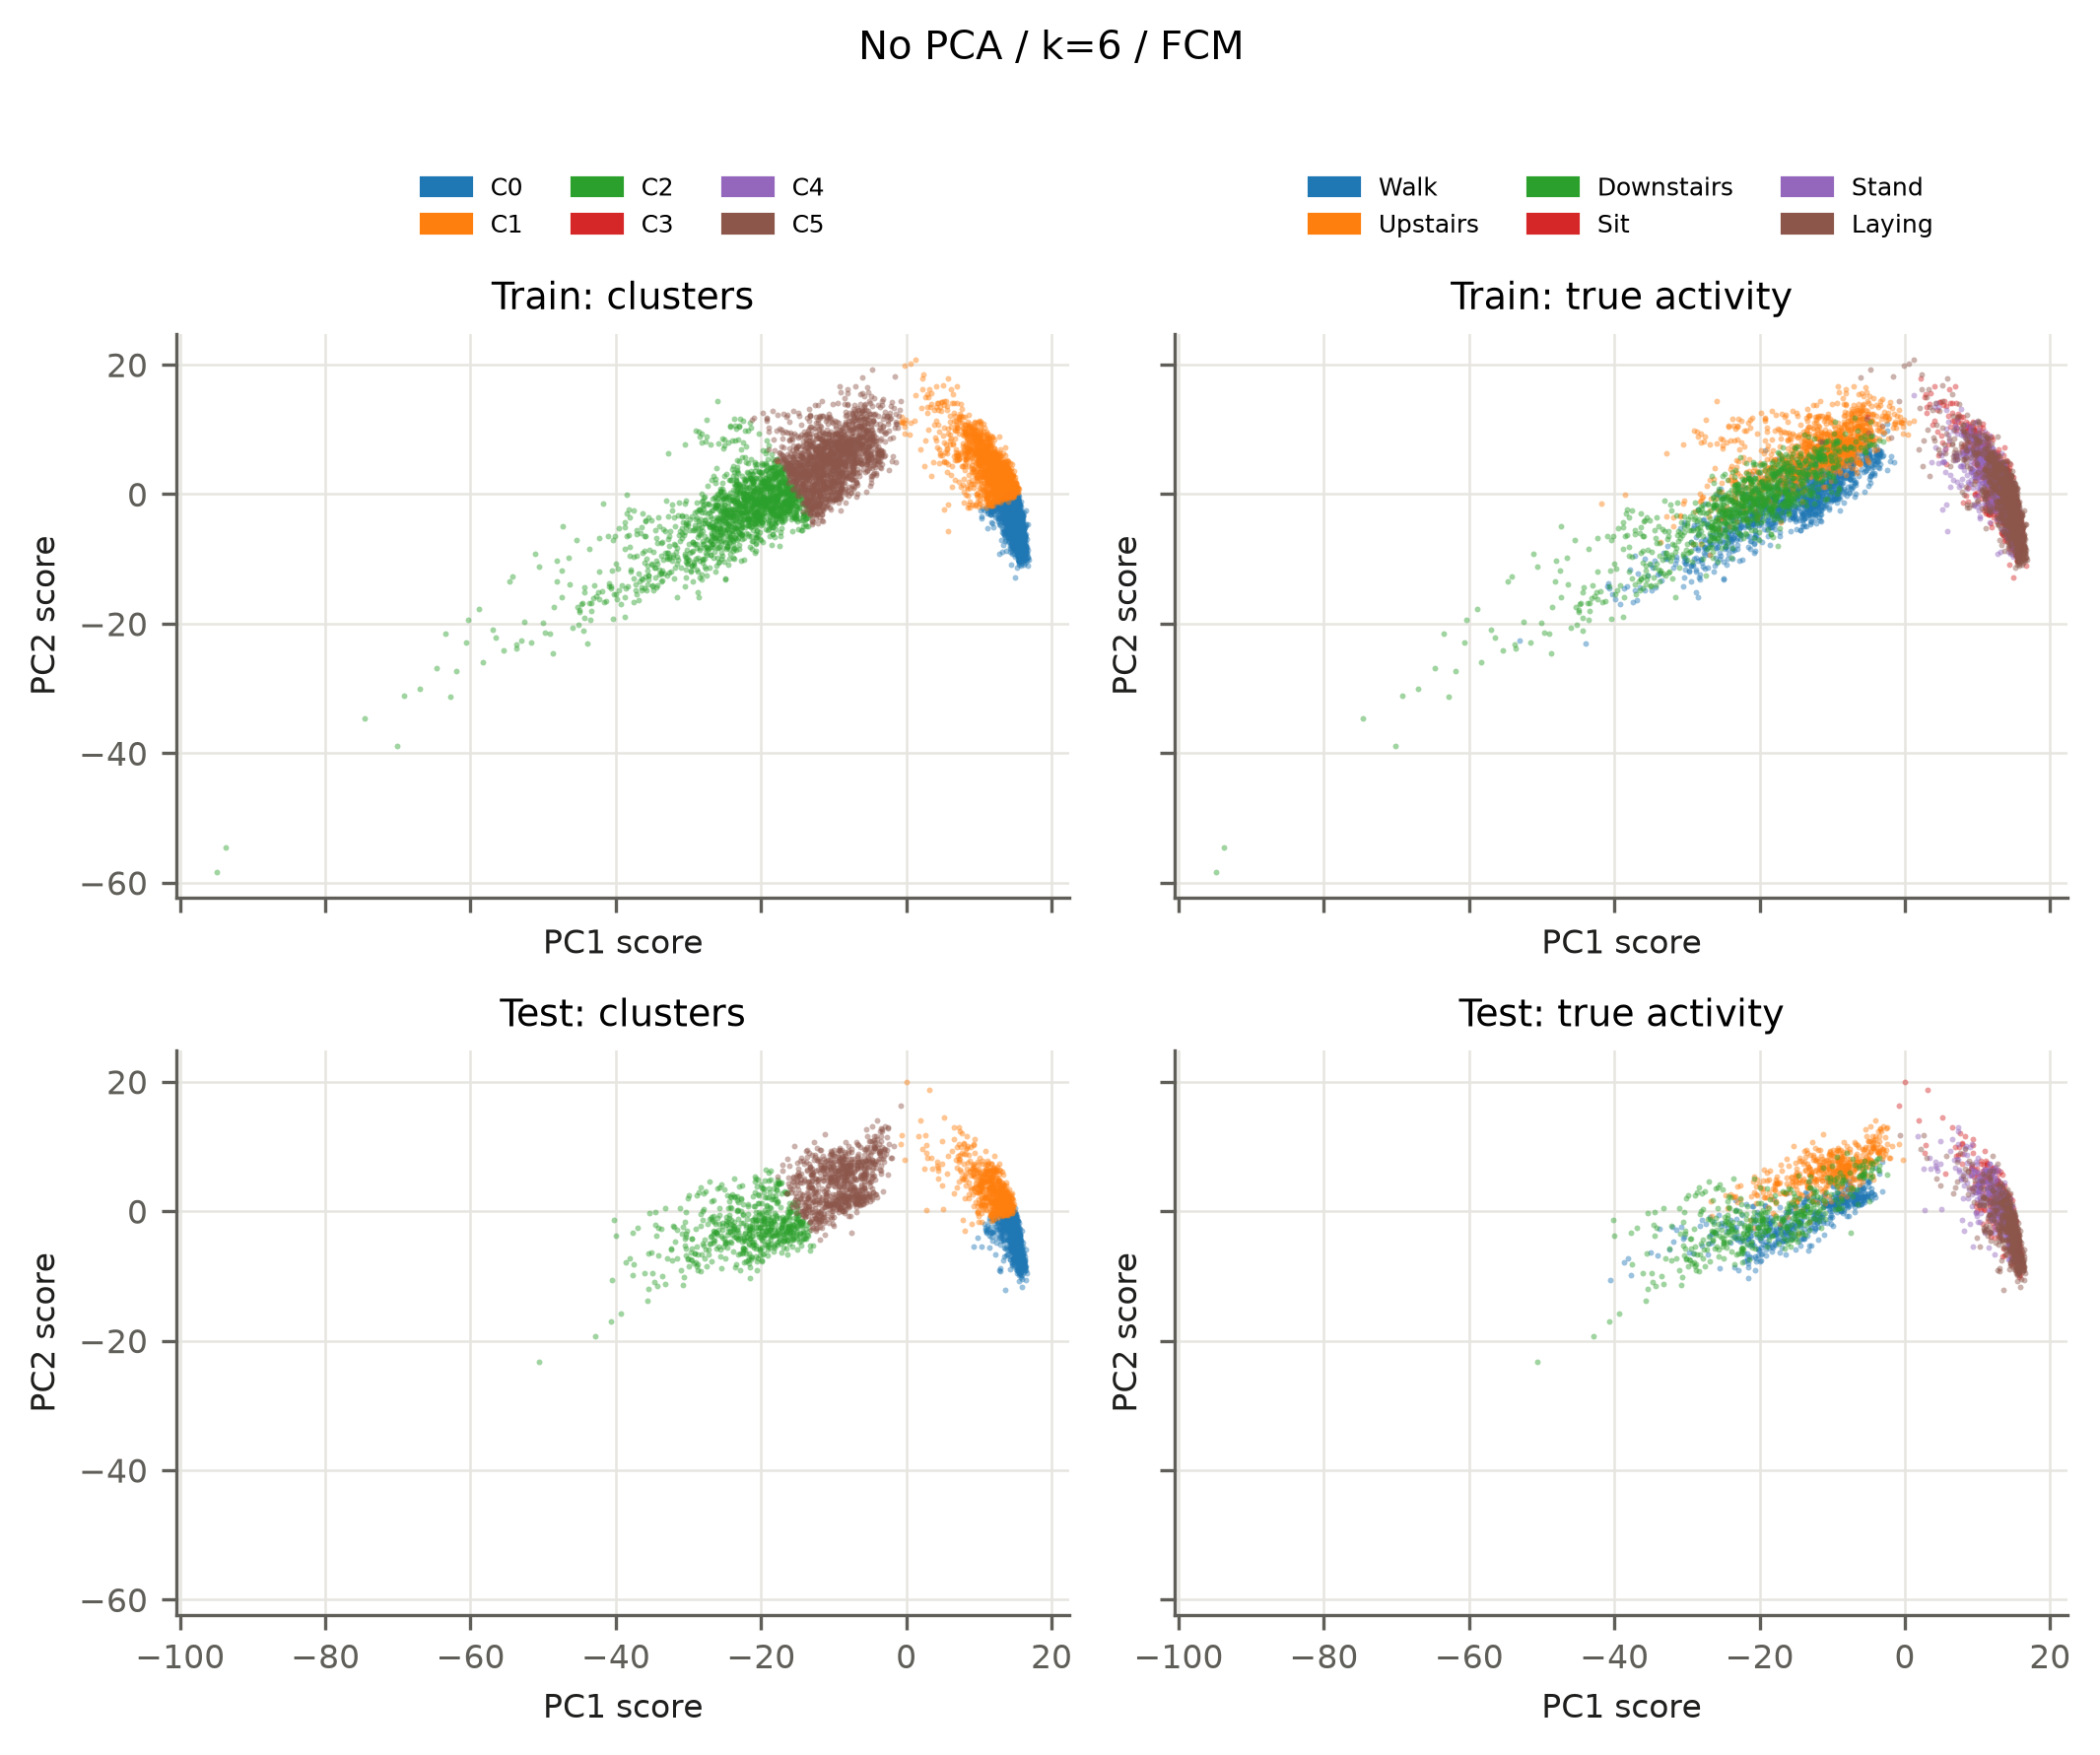 No PCA / k=6 / FCM
C0 C2 C4
C1 C3 C5
Walk Downstairs Stand
Upstairs Sit Laying
Train: clusters
Train: true activity
20
0
−20
−40
−60
PC2 score
PC1 score
PC2 score
PC1 score
Test: clusters
Test: true activity
20
0
−20
−40
−60
PC2 score
−100 −80 −60 −40 −20 0 20
PC1 score
PC2 score
−100 −80 −60 −40 −20 0 20
PC1 score